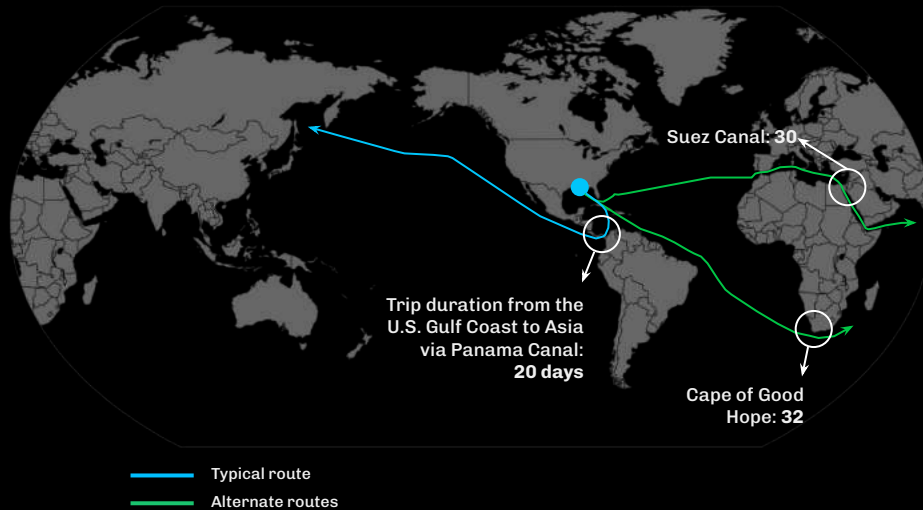 Suez Canal: 30
Trip duration from the
U.S. Gulf Coast to Asia
via Panama Canal:
20 days
Cape of Good
Hope: 32
Typical route
Alternate routes